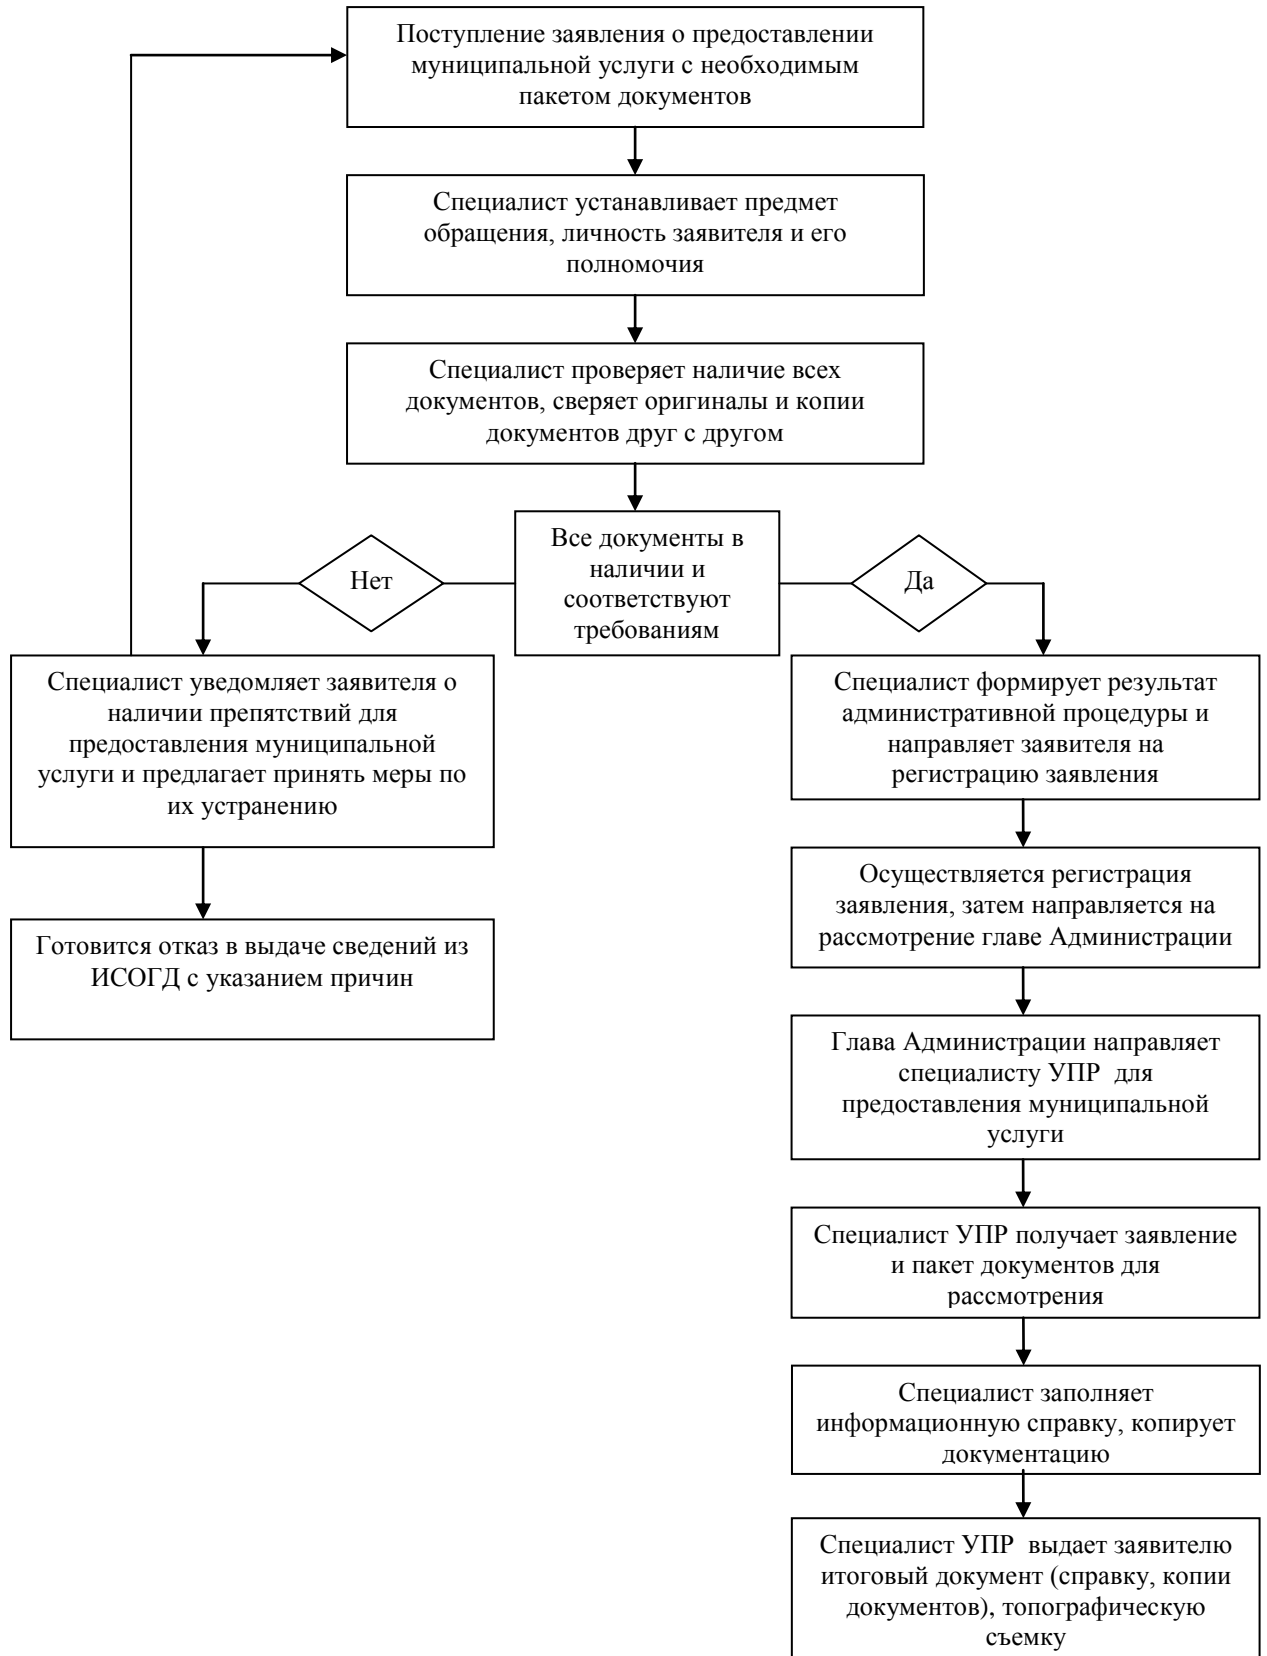 Поступление заявления о предоставлении
муниципальной услуги с необходимым
пакетом документов
Специалист устанавливает предмет
обращения, личность заявителя и его
полномочия
Специалист проверяет наличие всех
документов, сверяет оригиналы и копии
документов друг с другом
Все документы в
наличии и
соответствуют
требованиям
Нет
Да
Специалист уведомляет заявителя о
наличии препятствий для
предоставления муниципальной
услуги и предлагает принять меры по
их устранению
Готовится отказ в выдаче сведений из
ИСОГД с указанием причин
Специалист формирует результат
административной процедуры и
направляет заявителя на
регистрацию заявления
Осуществляется регистрация
заявления, затем направляется на
рассмотрение главе Администрации
Глава Администрации направляет
специалисту УПР  для
предоставления муниципальной
услуги
Специалист УПР получает заявление
и пакет документов для
рассмотрения
Специалист заполняет
информационную справку, копирует
документацию
Специалист УПР  выдает заявителю
итоговый документ (справку, копии
документов), топографическую
съемку